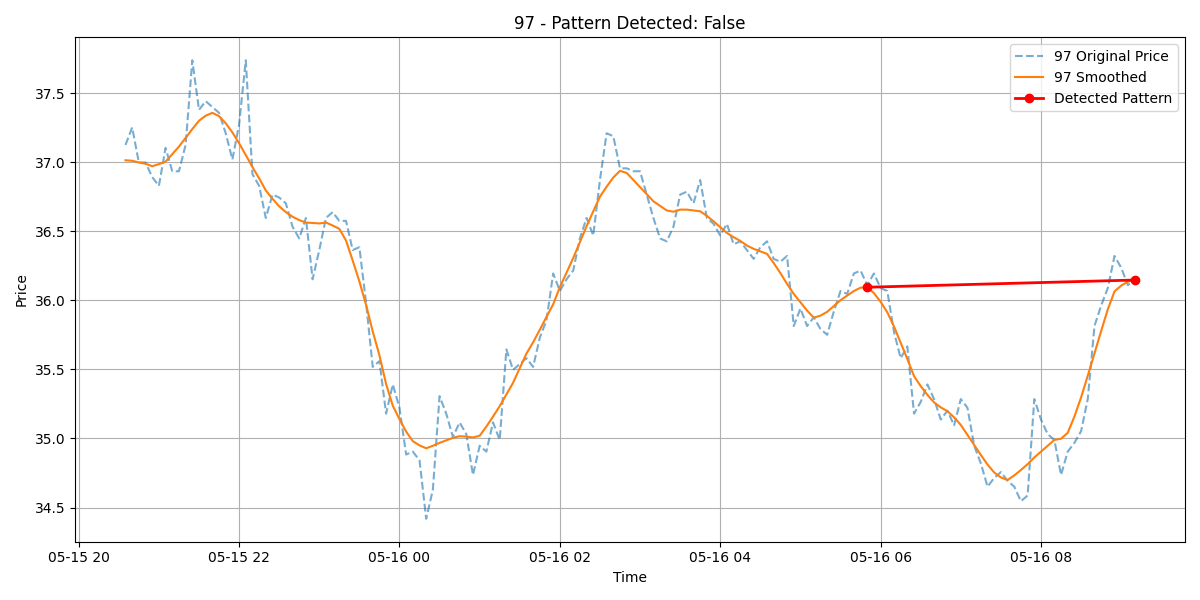 97 - Pattern Detected: False
97 Original Price
97 Smoothed
Detected Pattern
Price
37.5
37.0
36.5
36.0
35.5
35.0
34.5
05-15 20 05-15 22 05-16 00 05-16 02 05-16 04 05-16 06 05-16 08
Time